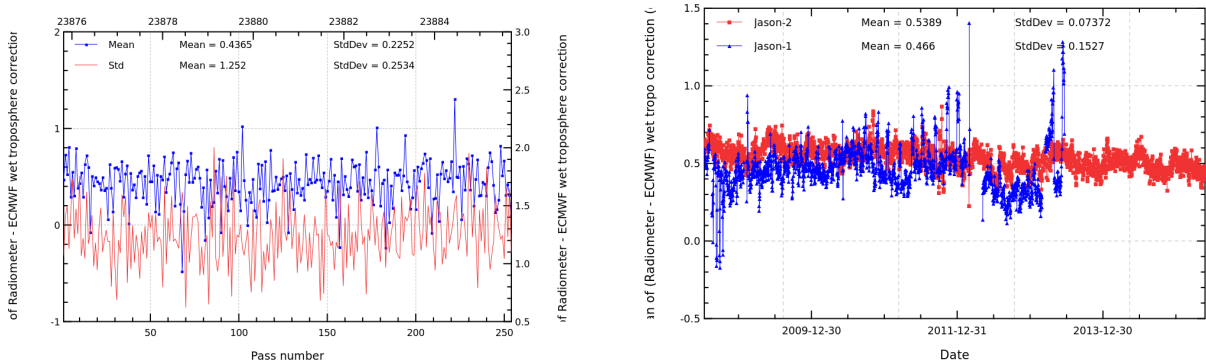 23876 23878 23880 23882 23884
Mean Mean = 0.4365 StdDev = 0.2252
Std Mean = 1.252 StdDev = 0.2534
2
1
0
-1
of Radiometer - ECMWF wet troposphere correction
3.0
2.5
2.0
1.5
1.0
0.5
of Radiometer - ECMWF wet troposphere correction
50 100 150 200 250
Pass number
Jason-2 Mean = 0.5389 StdDev = 0.07372
Jason-1 Mean = 0.466 StdDev = 0.1527
1.5
1.0
0.5
0.0
-0.5
of (Radiometer - ECMWF) wet tropo correction (
2009-12-30 2011-12-31 2013-12-30
Date